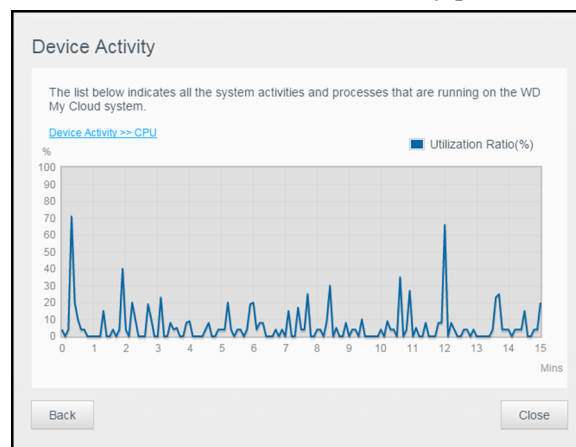 Device Activity
The list below indicates all the system activities and processes that are running on the WD
My Cloud system.
Device Activity >> CPU
Utilization Ratio(%)
%
100
90
80
70
60
50
40
30
20
10
0
0 1 2 3 4 5 6 7 8 9 10 11 12 13 14 15
Mins
Back Close